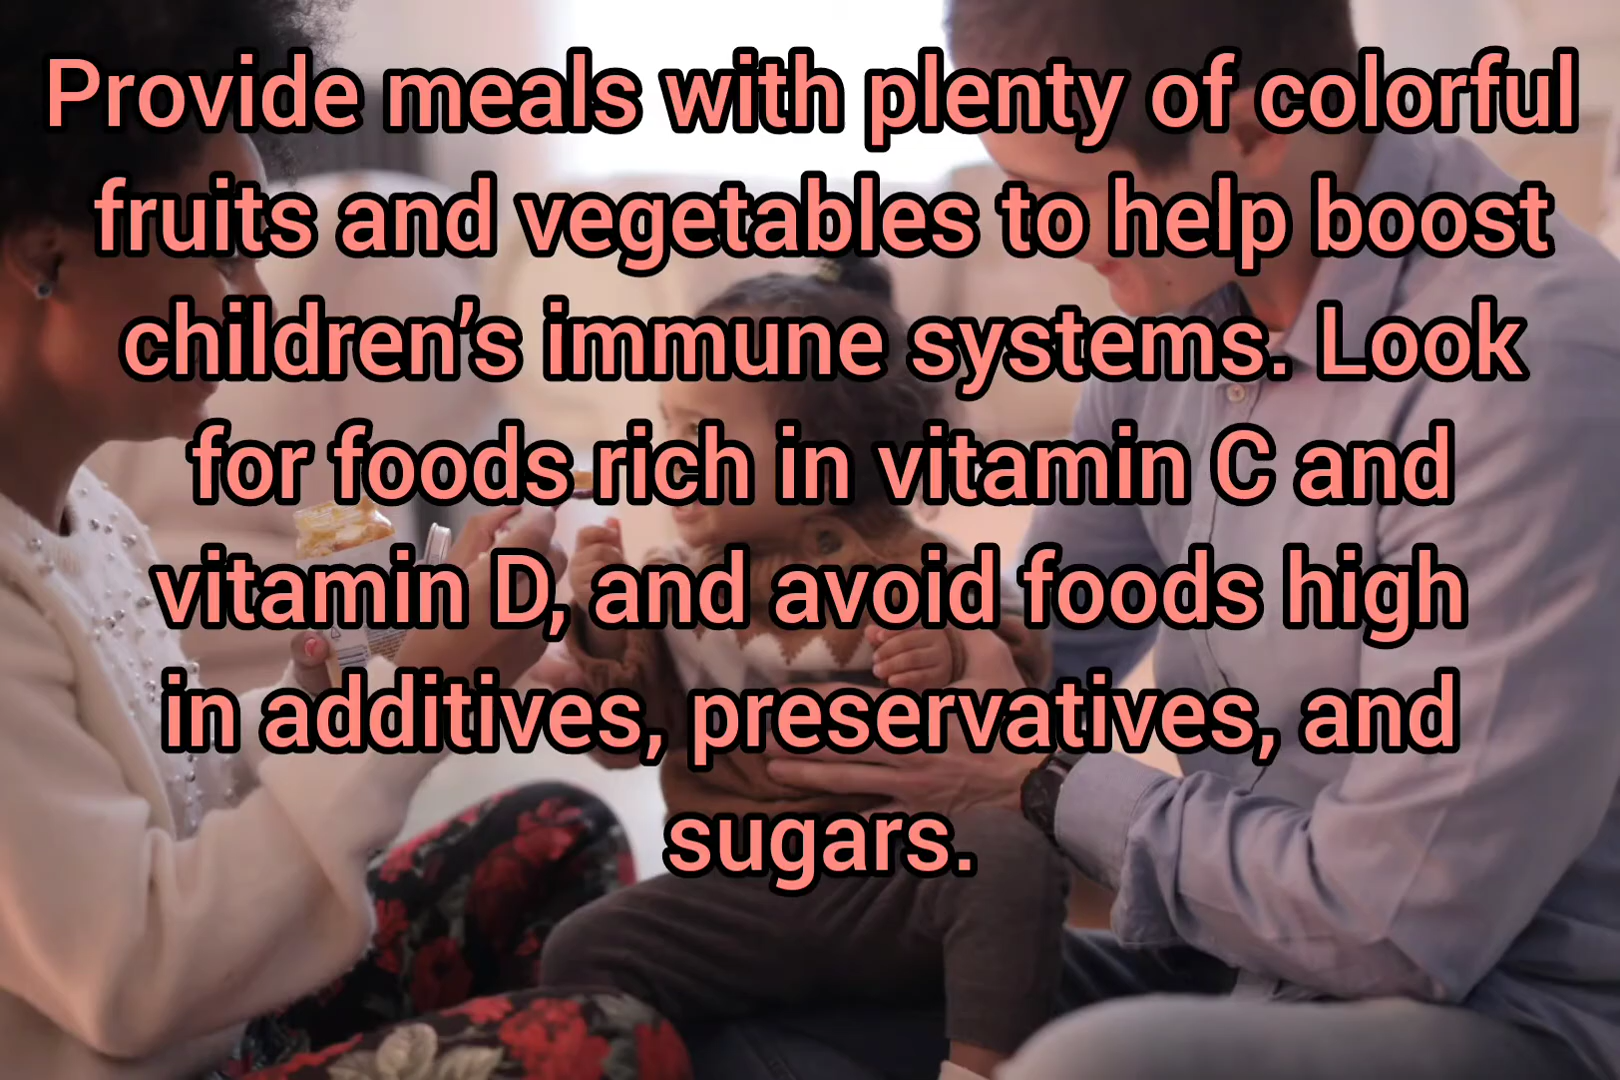 Provide meals with plenty of colorful
fruits and vegetables to help boost
children’s immune systems. Look
for foods rich in vitamin C and
vitamin D, and avoid foods high
in additives, preservatives, and
sugars.